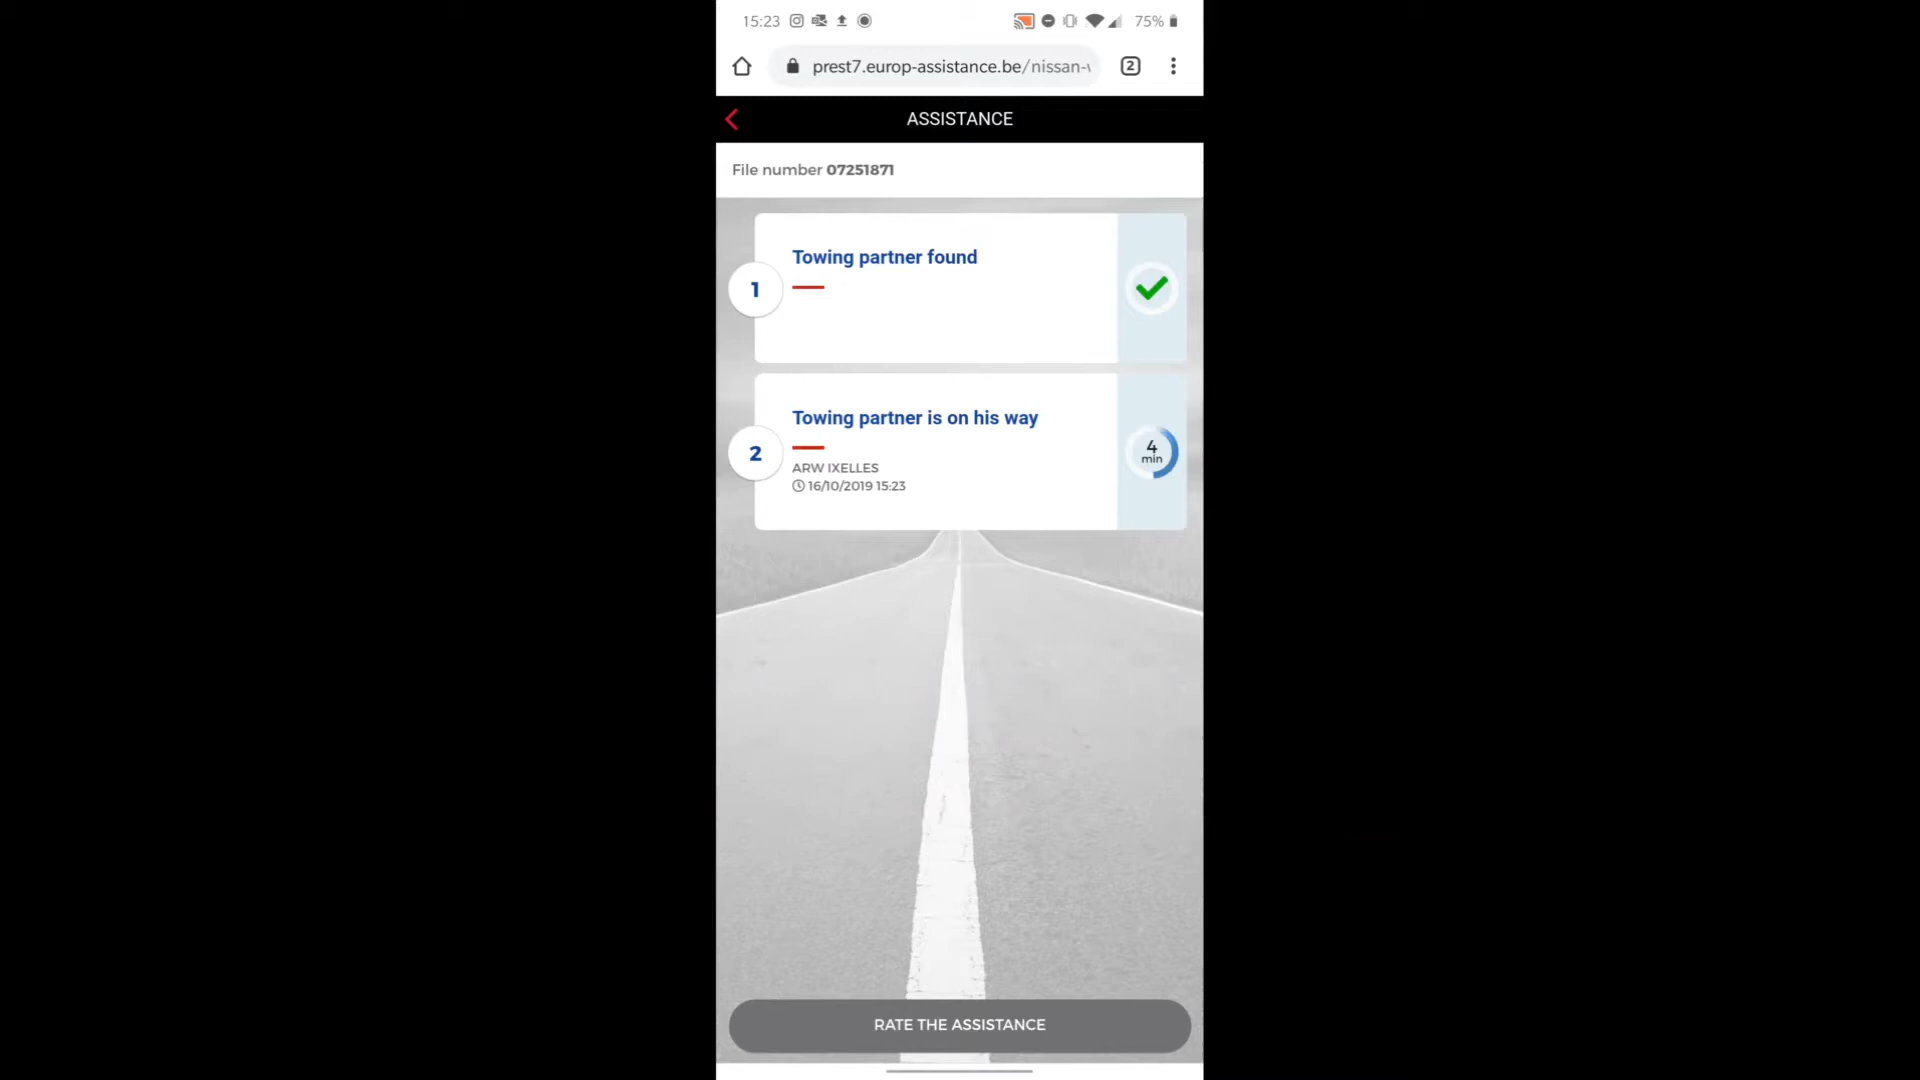 15:23
75%
prest7.europ-assistance.be/nissan-
2
ASSISTANCE
File number 07251871
1
Towing partner found
2
Towing partner is on his way
ARW IXELLES
16/10/2019 15:23
4
min
RATE THE ASSISTANCE